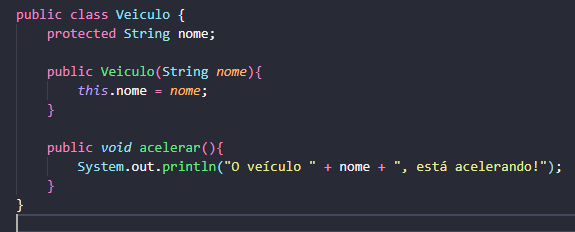 public class Veiculo {
    protected String nome;

    public Veiculo(String nome){
        this.nome = nome;
    }

    public void acelerar(){
        System.out.println("O veículo " + nome + ", está acelerando!");
    }
}